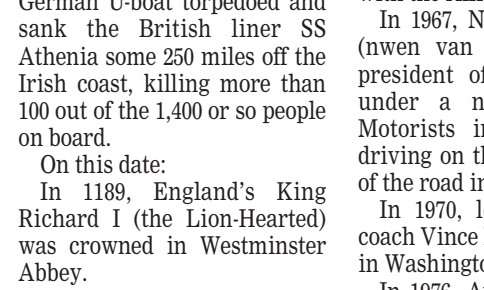 German U-boat torpedoed and
sank the British liner SS
Athenia some 250 miles off the
Irish coast, killing more than
100 out of the 1,400 or so people
on board.
On this date:
In 1189, England's King
Richard I (the Lion-Hearted)
was crowned in Westminster
Abbey.
In 1967, N
(nwen van
president of
under a n
Motorists in
driving on th
of the road in
In 1970, l
coach Vince
in Washingto
In 1976, A